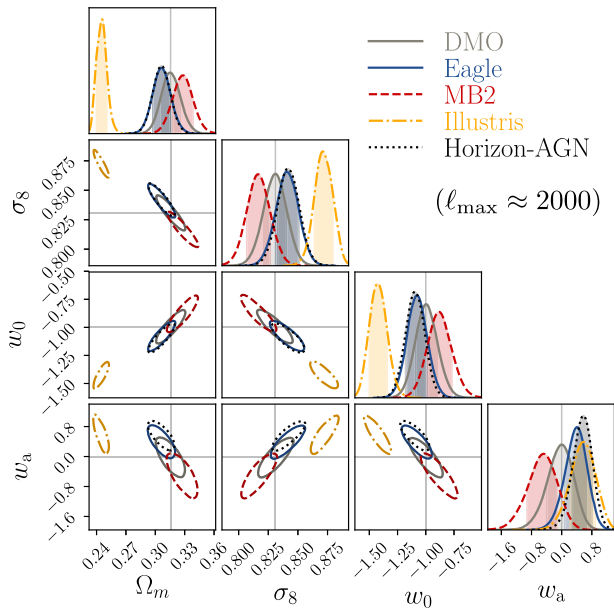 DMO
Eagle
MB2
Illustris
Horizon-AGN
(ℓmax ≈ 2000)
σ8
0.875
0.850
0.825
0.800
w0
−0.50
−0.75
−1.00
−1.25
−1.50
wa
0.8
0.0
−0.8
−1.6
0.24 0.27 0.30 0.33 0.36
0.800 0.825 0.850 0.875
−1.50 −1.25 −1.00 −0.75
−1.6 −0.8 0.0 0.8
Ωm σ8 w0 wa